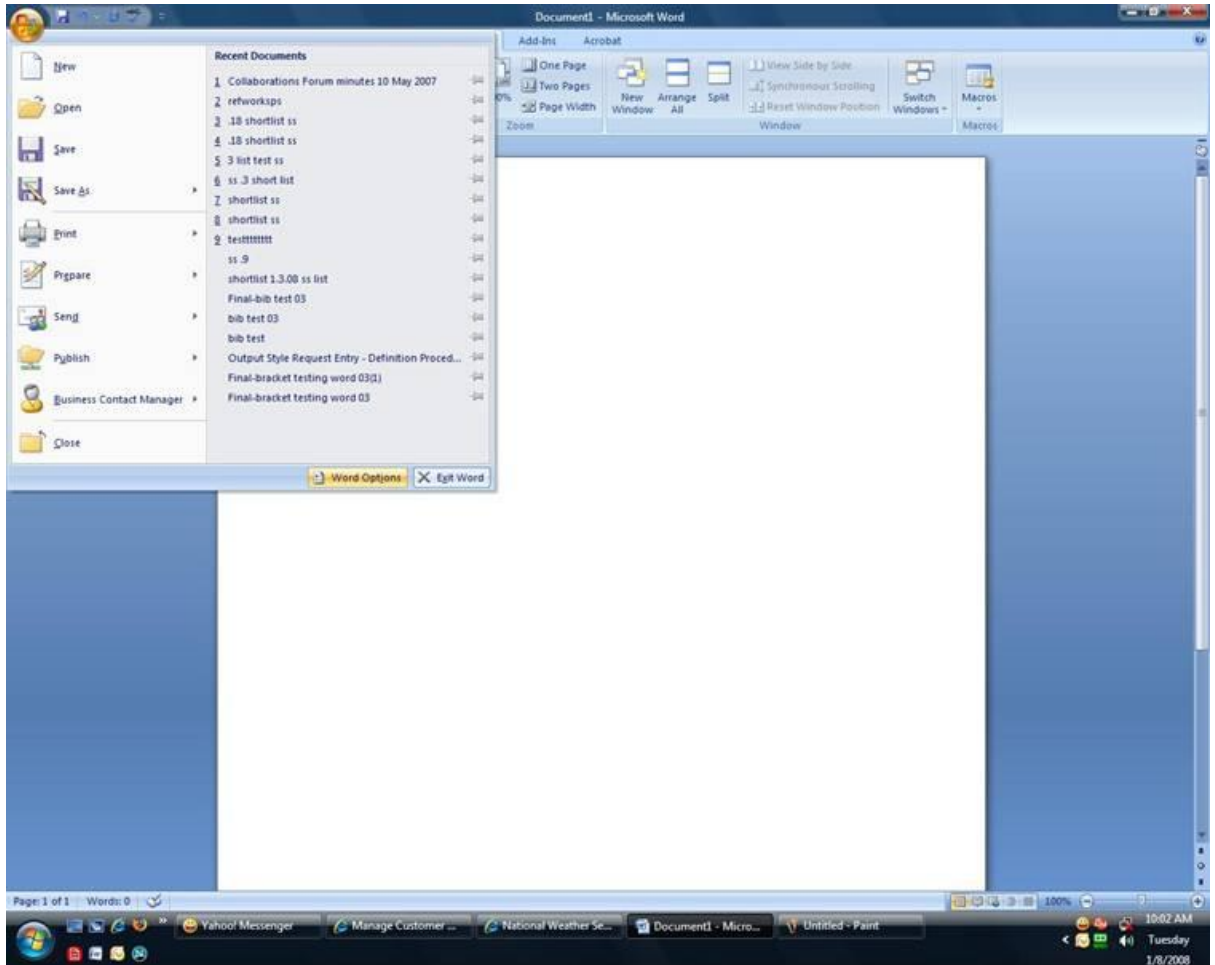 Document1 - Microsoft Word
Add-Ins Acrobat
New
Open
Save
Save As
Print
Prepare
Send
Publish
Business Contact Manager
Close
Recent Documents
1 Collaborations Forum minutes 10 May 2007
2 refworksps
3 .18 shortlist ss
4 .18 shortlist ss
5 3 list test ss
6 ss .3 short list
7 shortlist ss
8 shortlist ss
9 testttttttt
ss .9
shortlist 1.3.08 ss list
Final-bib test 03
bib test 03
bib test
Output Style Request Entry - Definition Proced...
Final-bracket testing word 03(1)
Final-bracket testing word 03
Word Options
Exit Word
One Page
Two Pages
Page Width
Zoom
New Window
Arrange All
Split
View Side by Side
Synchronous Scrolling
Reset Window Position
Window
Switch Windows
Macros
Macros
Page: 1 of 1 Words: 0
100%
Yahoo! Messenger
Manage Customer ...
National Weather Se...
Document1 - Micro...
Untitled - Paint
10:02 AM
Tuesday
1/8/2008